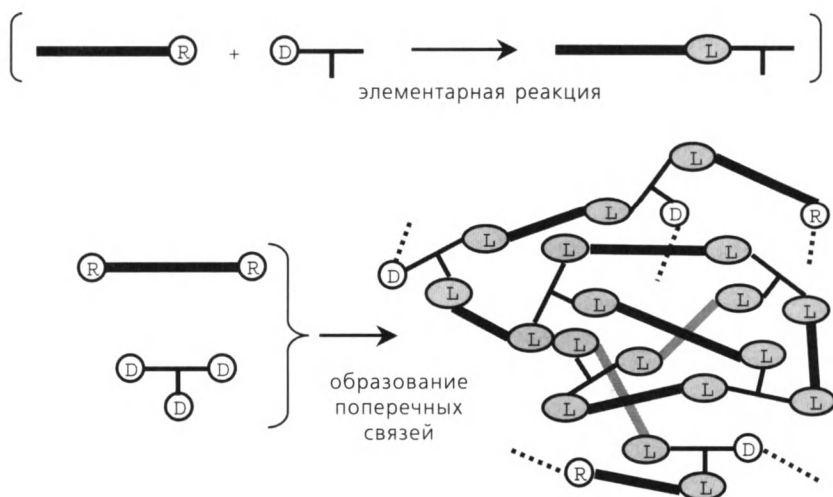 R + D L
элементарная реакция
L
L D R
L
D L L
R R
L L L L
D D L L L
образование L
D поперечных L L L
связей
L D
R L